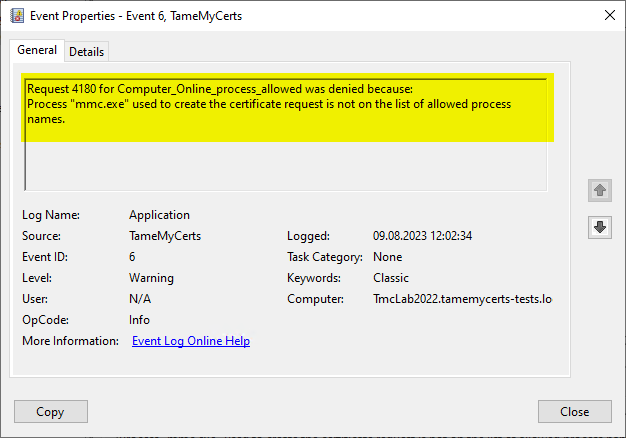 Event Properties - Event 6, TameMyCerts
General
Details
Request 4180 for Computer_Online_process_allowed was denied because:
Process "mmc.exe" used to create the certificate request is not on the list of allowed process
names.
Log Name: Application
Source: TameMyCerts Logged: 09.08.2023 12:02:34
Event ID: 6 Task Category: None
Level: Warning Keywords: Classic
User: N/A Computer: TmcLab2022.tamemycerts-tests.lo
OpCode: Info
More Information: Event Log Online Help
Copy
Close